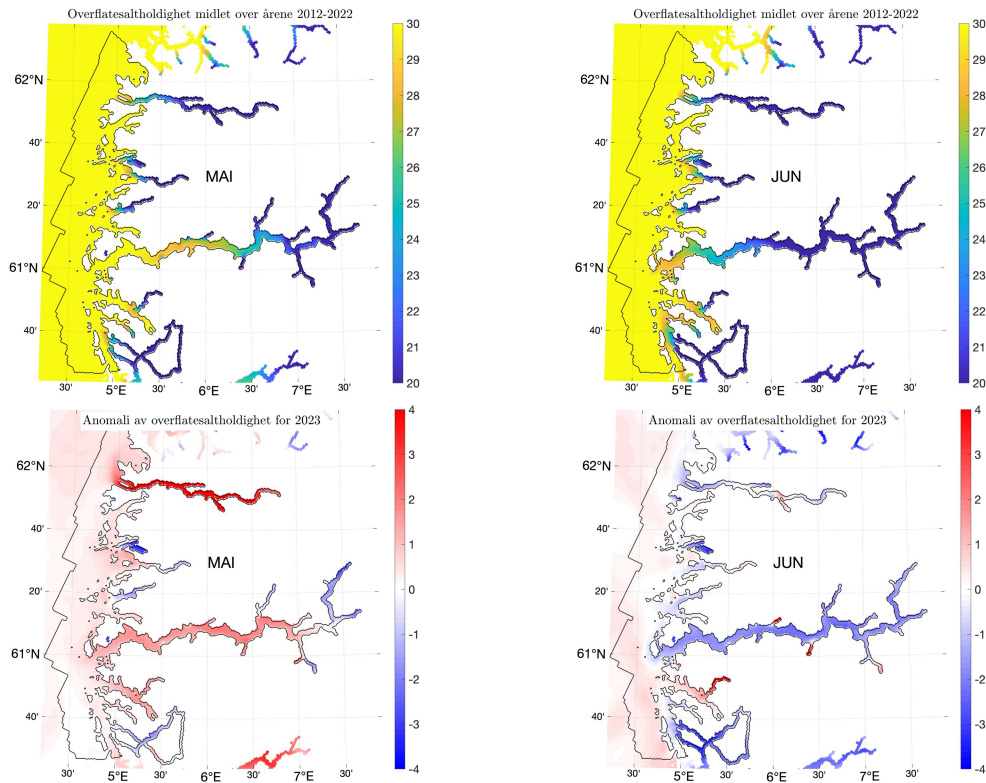 Overflatesaltholdighet midlet over årene 2012-2022
62°N
40'
20'
61°N
40'
30'
5°E
30'
6°E
30'
7°E
30'
MAI
30
29
28
27
26
25
24
23
22
21
20
Overflatesaltholdighet midlet over årene 2012-2022
62°N
40'
20'
61°N
40'
30'
5°E
30'
6°E
30'
7°E
30'
JUN
30
29
28
27
26
25
24
23
22
21
20
Anomali av overflatesaltholdighet for 2023
62°N
40'
20'
61°N
40'
30'
5°E
30'
6°E
30'
7°E
30'
MAI
4
3
2
1
0
−1
−2
−3
−4
Anomali av overflatesaltholdighet for 2023
62°N
40'
20'
61°N
40'
30'
5°E
30'
6°E
30'
7°E
30'
JUN
4
3
2
1
0
−1
−2
−3
−4